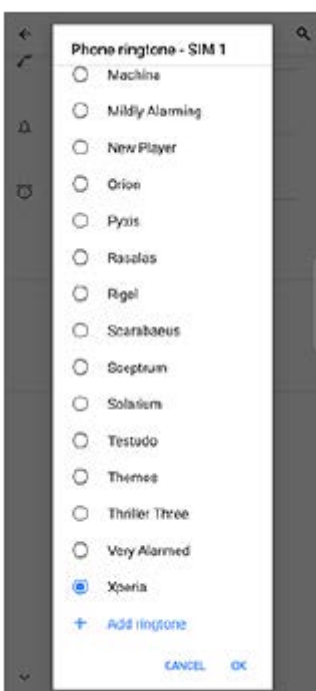 Phone ringtone - SIM 1
Machina
Mildly Alarming
New Player
Orion
Pyxis
Rasalas
Rigel
Scarabaeus
Sceptrum
Solarium
Testudo
Themos
Thriller Three
Very Alarmed
Xperia
Add ringtone
CANCEL OK